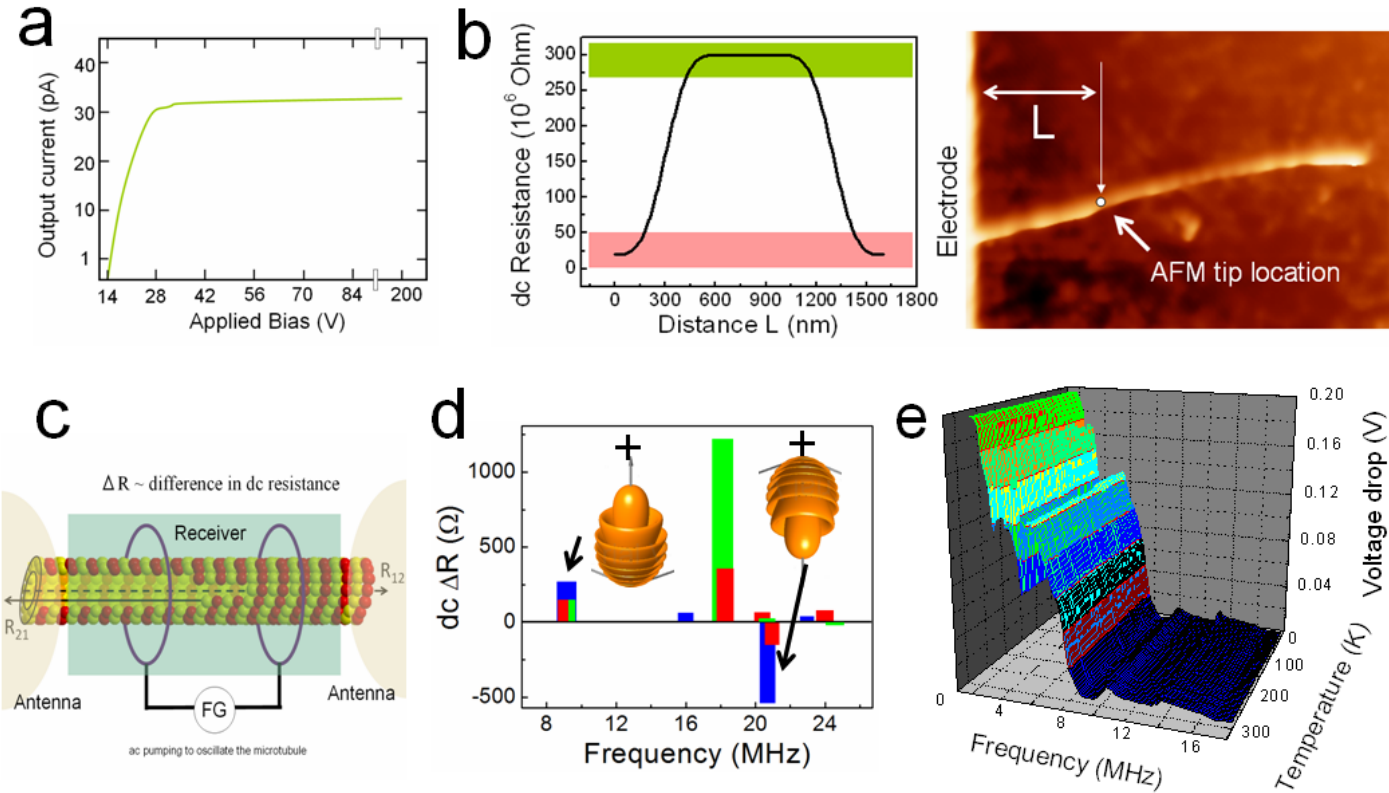 a
Output current (pA)
40
30
20
10
1
14 28 42 56 70 84 200
Applied Bias (V)
b
dc Resistance (10⁶ Ohm)
300
250
200
150
100
50
0
0 300 600 900 1200 1500 1800
Distance L (nm)
Electrode
L
AFM tip location
c
Δ R ~ difference in dc resistance
Receiver
R₁₂
R₂₁
Antenna
Antenna
FG
ac pumping to oscillate the microtubule
d
dc ΔR (Ω)
1000
500
0
-500
+
+
8 12 16 20 24
Frequency (MHz)
e
0.20
0.16
0.12
0.08
0.04
Voltage drop (V)
0
100
200
300
Temperature (K)
0 4 8 12 16
Frequency (MHz)